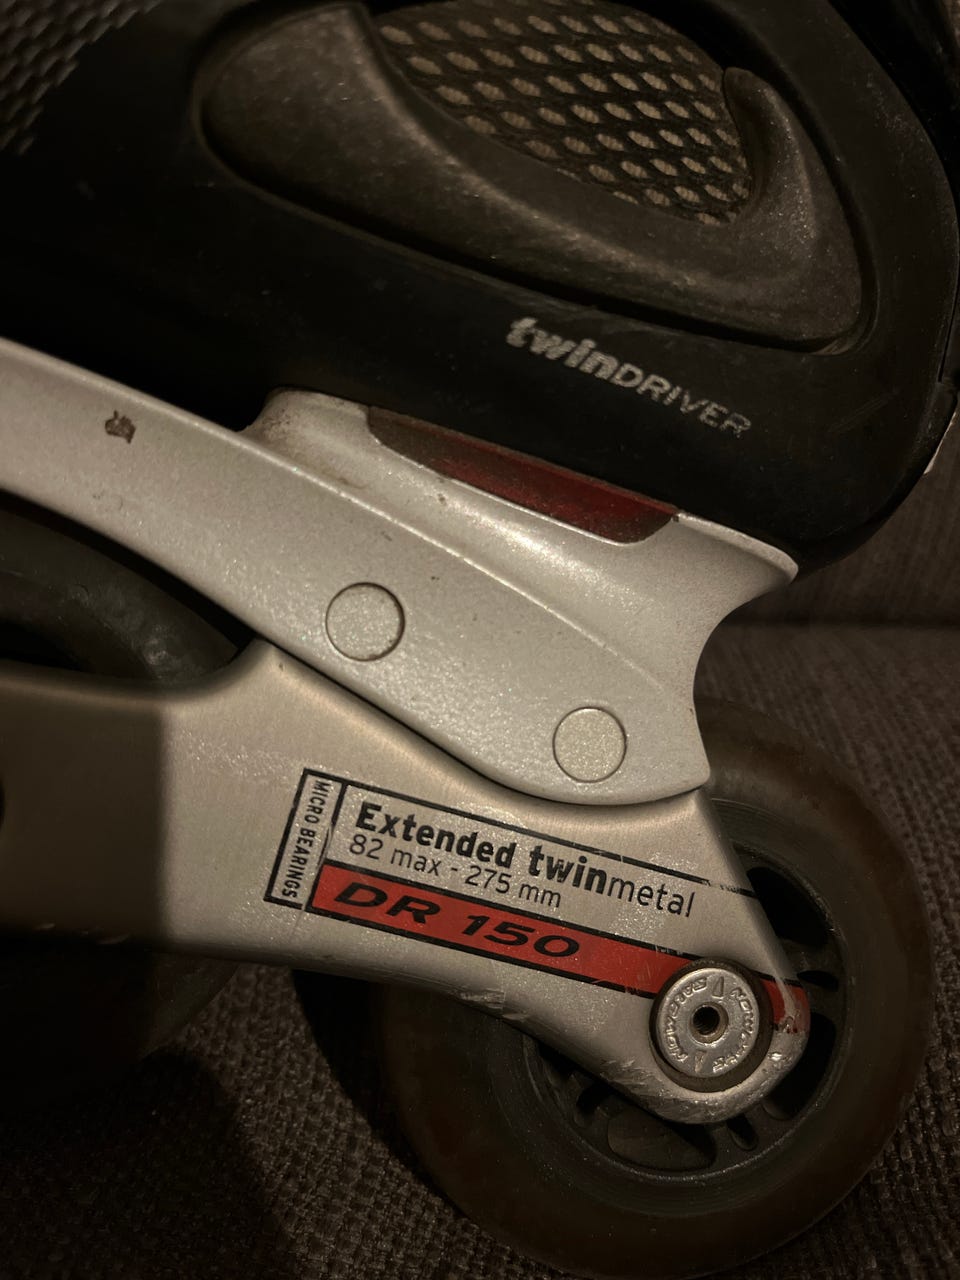 twinDRIVER
MICRO BEARINGS
Extended twinmetal
82 max - 275 mm
DR 150